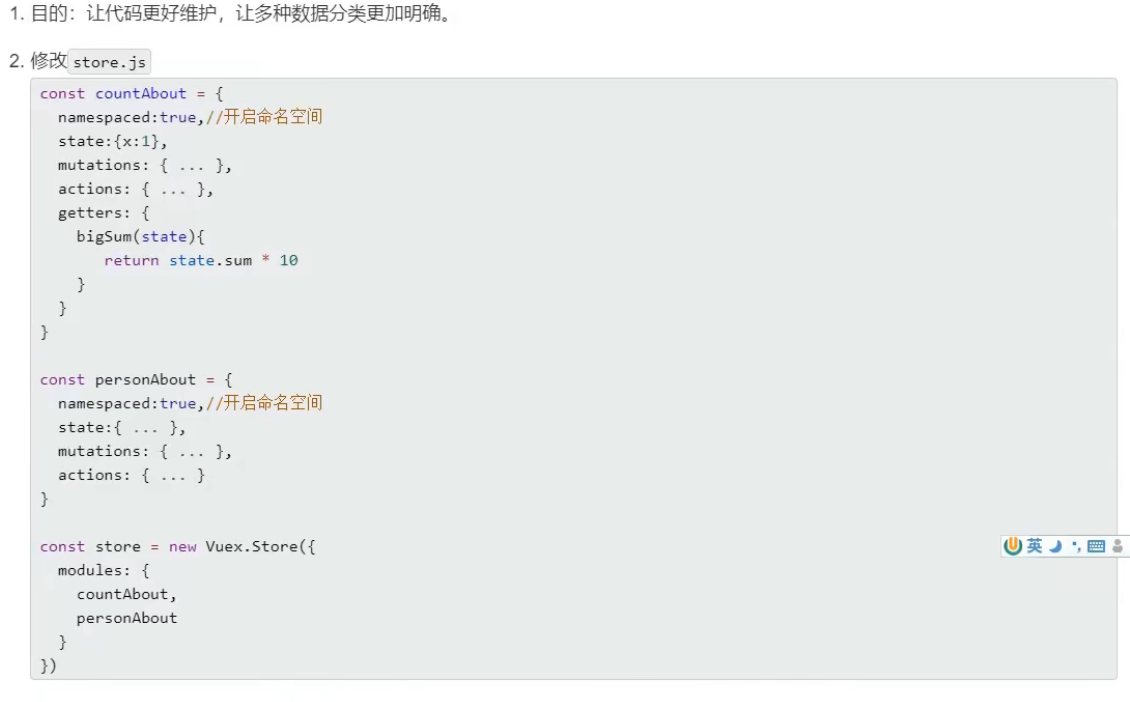 1. 目的：让代码更好维护，让多种数据分类更加明确。
2. 修改 store.js
const countAbout = {
  namespaced:true,//开启命名空间
  state:{x:1},
  mutations: { ... },
  actions: { ... },
  getters: {
    bigSum(state){
       return state.sum * 10
    }
  }
}
const personAbout = {
  namespaced:true,//开启命名空间
  state:{ ... },
  mutations: { ... },
  actions: { ... }
}
const store = new Vuex.Store({
  modules: {
    countAbout,
    personAbout
  }
})
英